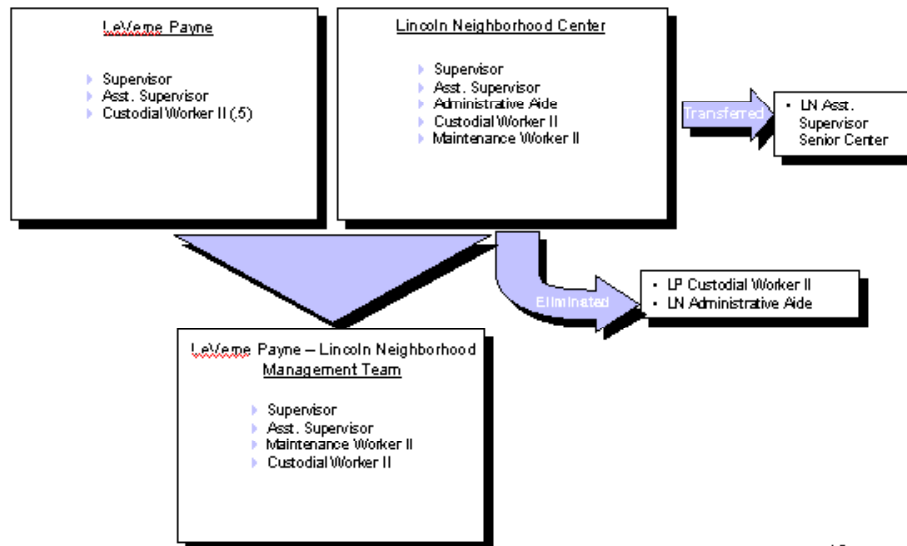 LeVerne Payne
Supervisor
Asst. Supervisor
Custodial Worker II (.5)
Lincoln Neighborhood Center
Supervisor
Asst. Supervisor
Administrative Aide
Custodial Worker II
Maintenance Worker II
Transferred
• LN Asst.
Supervisor
Senior Center
Eliminated
• LP Custodial Worker II
• LN Administrative Aide
LeVerne Payne – Lincoln Neighborhood
Management Team
Supervisor
Asst. Supervisor
Maintenance Worker II
Custodial Worker II